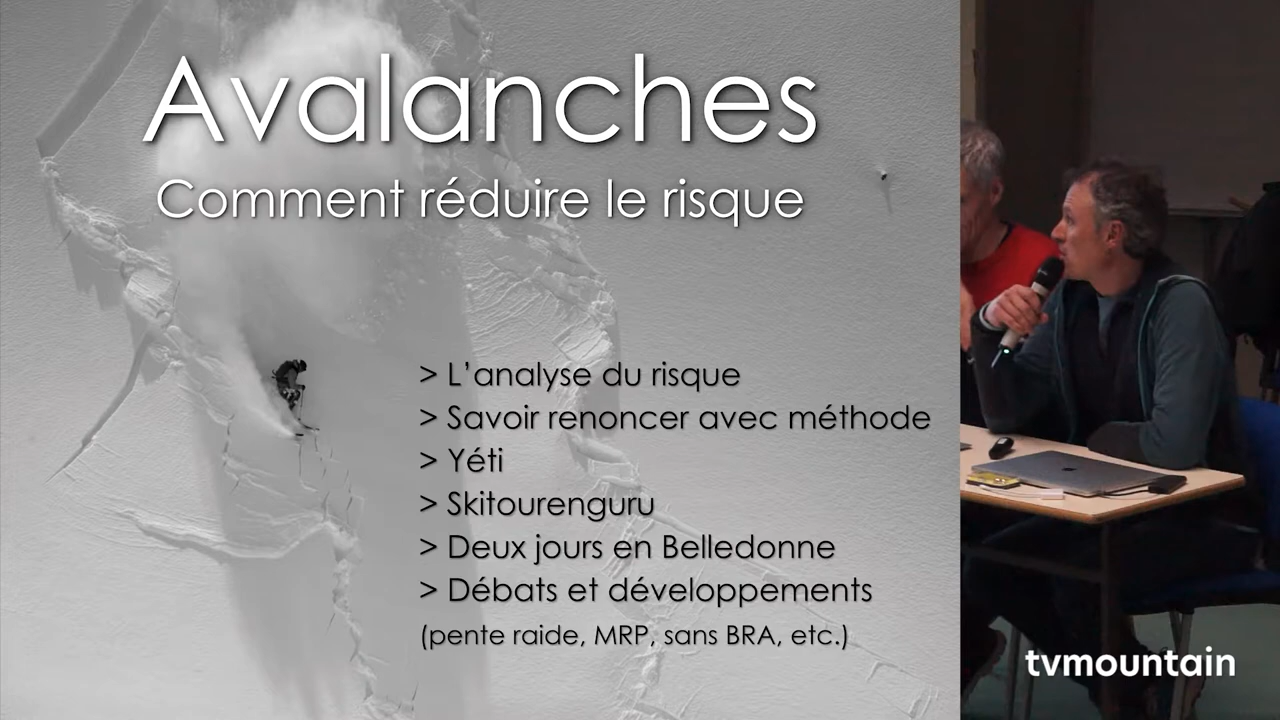 Avalanches
Comment réduire le risque
> L'analyse du risque
> Savoir renoncer avec méthode
> Yéti
> Skitourenguru
> Deux jours en Belledonne
> Débats et développements
(pente raide, MRP, sans BRA, etc.)
tvmountain